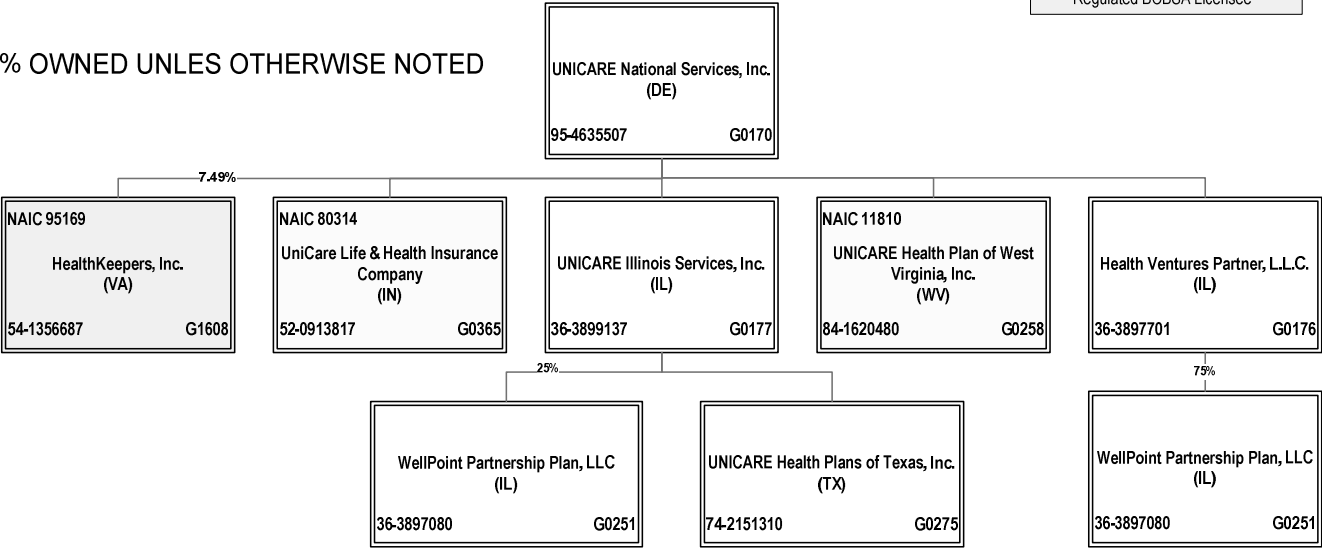 Regulated BCBSA Licensee
% OWNED UNLES OTHERWISE NOTED
UNICARE National Services, Inc.
(DE)
95-4635507 G0170
7.49%
NAIC 95169
HealthKeepers, Inc.
(VA)
54-1356687 G1608
NAIC 80314
UniCare Life & Health Insurance
Company
(IN)
52-0913817 G0365
UNICARE Illinois Services, Inc.
(IL)
36-3899137 G0177
NAIC 11810
UNICARE Health Plan of West
Virginia, Inc.
(WV)
84-1620480 G0258
Health Ventures Partner, L.L.C.
(IL)
36-3897701 G0176
25%
75%
WellPoint Partnership Plan, LLC
(IL)
36-3897080 G0251
UNICARE Health Plans of Texas, Inc.
(TX)
74-2151310 G0275
WellPoint Partnership Plan, LLC
(IL)
36-3897080 G0251